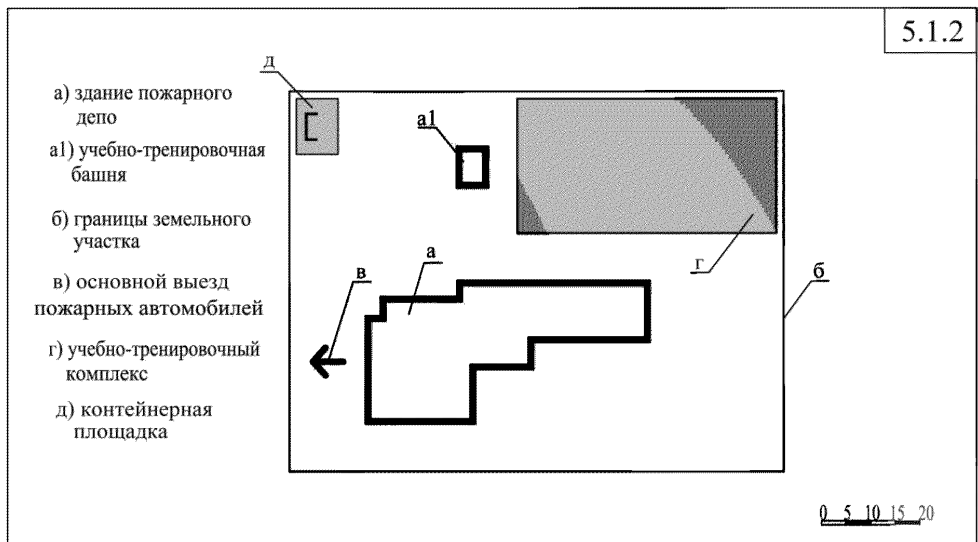 5.1.2
а) здание пожарного
депо
а1) учебно-тренировочная
башня
б) границы земельного
участка
в) основной выезд
пожарных автомобилей
г) учебно-тренировочный
комплекс
д) контейнерная
площадка
д
а1
а
в
г
б
0 5 10 15 20